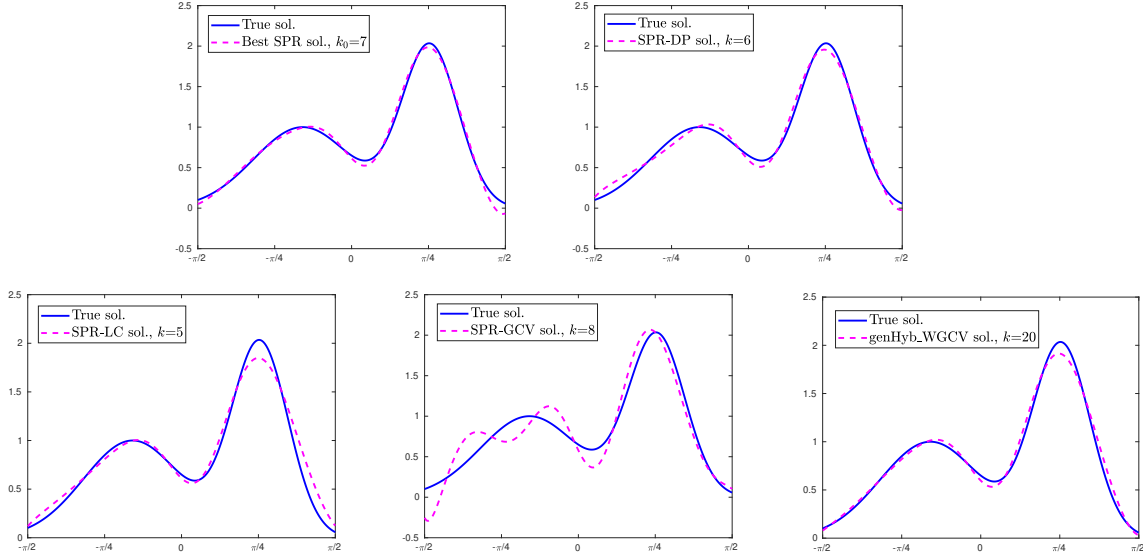 2.5
True sol.
Best SPR sol., k₀=7
2
1.5
1
0.5
0
-0.5
-π/2 -π/4 0 π/4 π/2
2.5
True sol.
SPR-DP sol., k=6
2
1.5
1
0.5
0
-0.5
-π/2 -π/4 0 π/4 π/2
2.5
True sol.
SPR-LC sol., k=5
2
1.5
1
0.5
0
-π/2 -π/4 0 π/4 π/2
2.5
True sol.
SPR-GCV sol., k=8
2
1.5
1
0.5
0
-0.5
-π/2 -π/4 0 π/4 π/2
2.5
True sol.
genHyb_WGCV sol., k=20
2
1.5
1
0.5
0
-π/2 -π/4 0 π/4 π/2